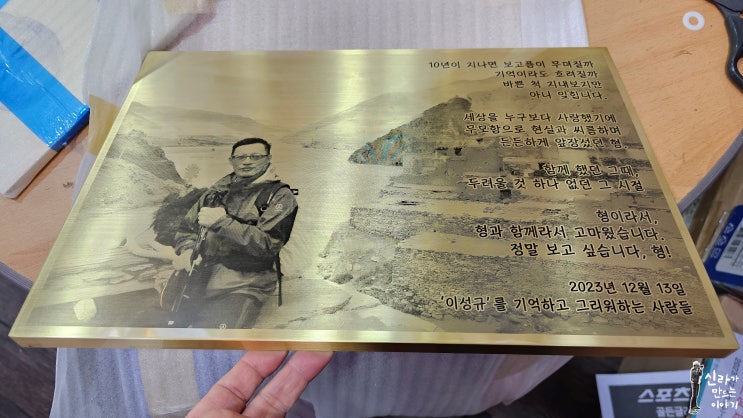 10년이 지나면 보고픔이 무뎌질까
기억이라도 흐려질까
바쁜 척 지내보지만
아니 잊힙니다.
세상을 누구보다 사랑했기에
무모함으로 현실과 씨름하며
든든하게 앞장섰던 형
함께 했던 그때,
두려울 것 하나 없던 그 시절
형이라서,
형과 함께라서 고마웠습니다.
정말 보고 싶습니다, 형!
2023년 12월 13일
'이성규'를 기억하고 그리워하는 사람들
신라가
만드는
이야기
스포츠